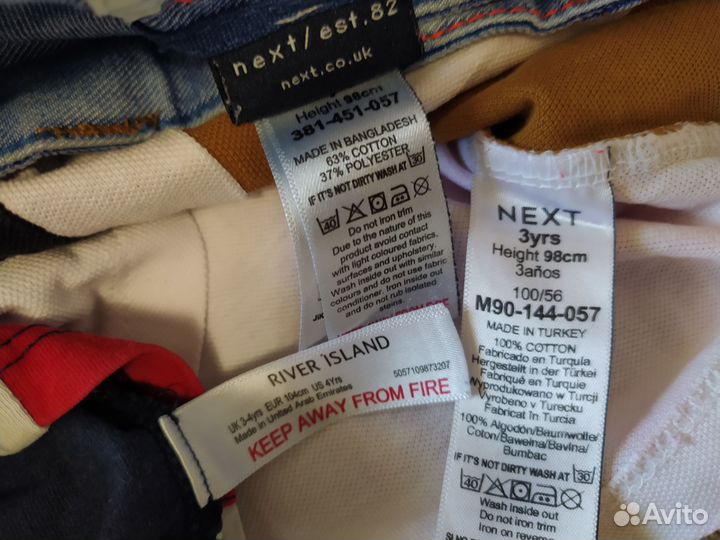 next/est.82
next.co.uk
Height 98cm
381-451-057
MADE IN BANGLADESH
63% COTTON
37% POLYESTER
IF IT'S NOT DIRTY WASH AT 30
40
Do not iron trim
Due to the nature of this
product avoid contact
with light coloured fabrics,
surfaces and upholstery.
Wash inside out with similar
colours and do not use fabric
conditioner. Iron inside out
and do not rub isolated
stains.
RIVER ISLAND
5057109873207
UK 3-4yrs EUR 104cm US 4Yrs
Made in United Arab Emirates
KEEP AWAY FROM FIRE
NEXT
3yrs
Height 98cm
3años
100/56
M90-144-057
MADE IN TURKEY
100% COTTON
Fabricado en Turquía
Hergestellt in der Türkei
Fabriqué en Turquie
Wyprodukowano w Turcji
Vyrobeno v Turecku
Fabricat în Turcia
100% Algodón/Baumwolle/
Coton/Bawełna/Bavlna/
Bumbac
IF IT'S NOT DIRTY WASH AT 30
40
Wash inside out
Do not iron trim
Iron on reverse
Avito